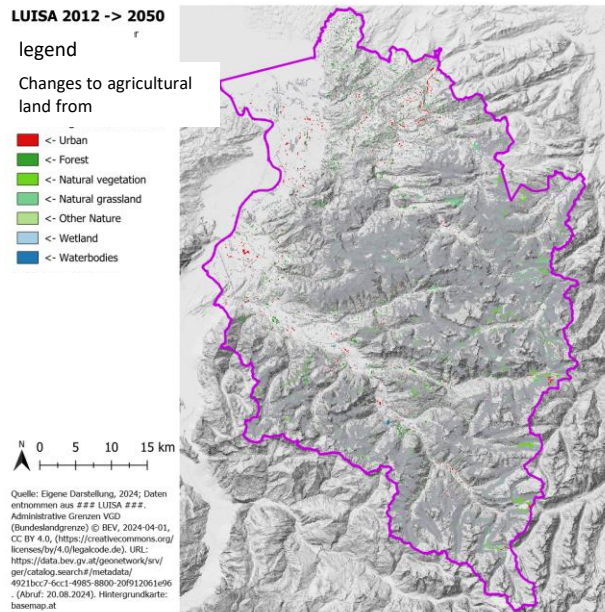 LUISA 2012 -> 2050
r
legend
Changes to agricultural
land from
<- Urban
<- Forest
<- Natural vegetation
<- Natural grassland
<- Other Nature
<- Wetland
<- Waterbodies
N
0 5 10 15 km
Quelle: Eigene Darstellung, 2024; Daten
entnommen aus ### LUISA ###.
Administrative Grenzen VGD
(Bundeslandgrenze) © BEV, 2024-04-01,
CC BY 4.0, (https://creativecommons.org/
licenses/by/4.0/legalcode.de). URL:
https://data.bev.gv.at/geonetwork/srv/
ger/catalog.search#/metadata/
4921bcc7-6cc1-4985-8800-20f912061e96
. (Abruf: 20.08.2024). Hintergrundkarte:
basemap.at